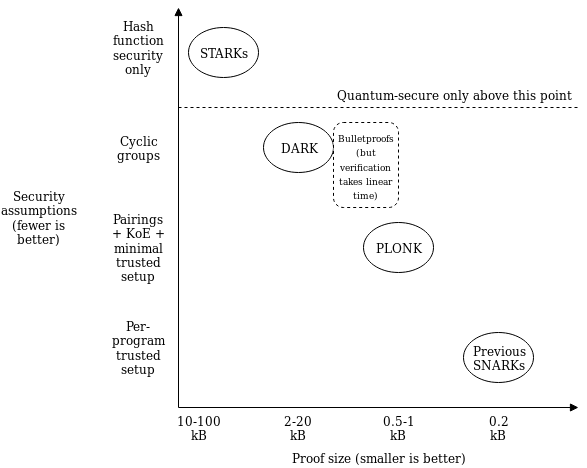 Hash
function
security
only
STARKs
Quantum-secure only above this point
Cyclic
groups
DARK
Bulletproofs
(but
verification
takes linear
time)
Security
assumptions
(fewer is
better)
Pairings
+ KoE +
minimal
trusted
setup
PLONK
Per-
program
trusted
setup
Previous
SNARKs
10-100
kB
2-20
kB
0.5-1
kB
0.2
kB
Proof size (smaller is better)